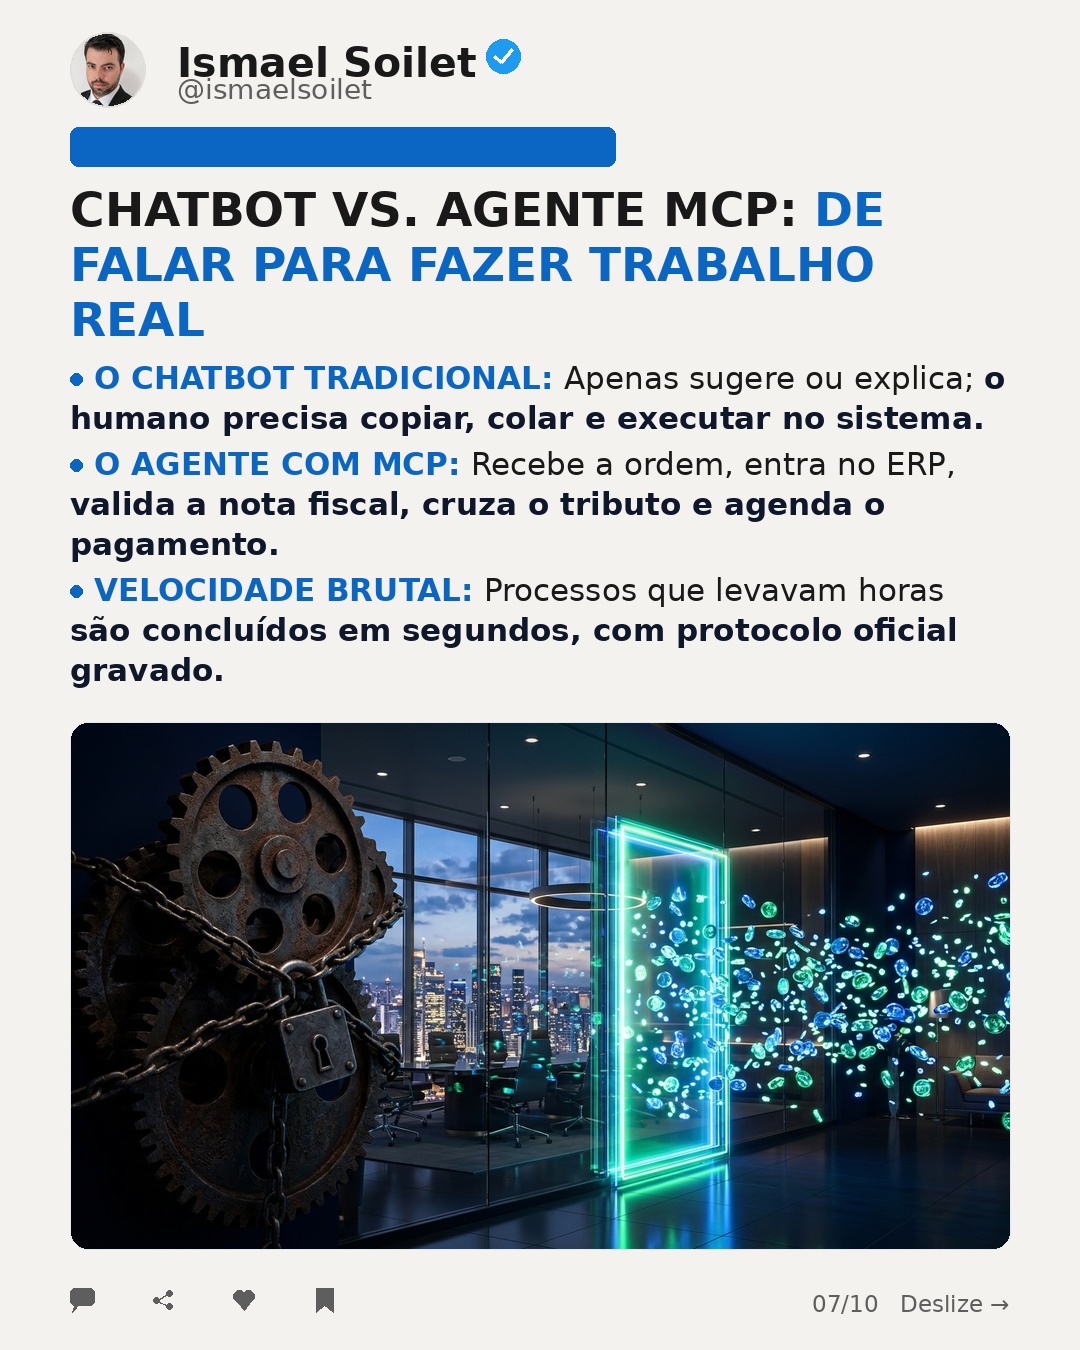 Ismael Soilet
@ismaelsoilet
CHATBOT VS. AGENTE MCP: DE
FALAR PARA FAZER TRABALHO
REAL
• O CHATBOT TRADICIONAL: Apenas sugere ou explica; o
humano precisa copiar, colar e executar no sistema.
• O AGENTE COM MCP: Recebe a ordem, entra no ERP,
valida a nota fiscal, cruza o tributo e agenda o
pagamento.
• VELOCIDADE BRUTAL: Processos que levavam horas
são concluídos em segundos, com protocolo oficial
gravado.
07/10 Deslize →